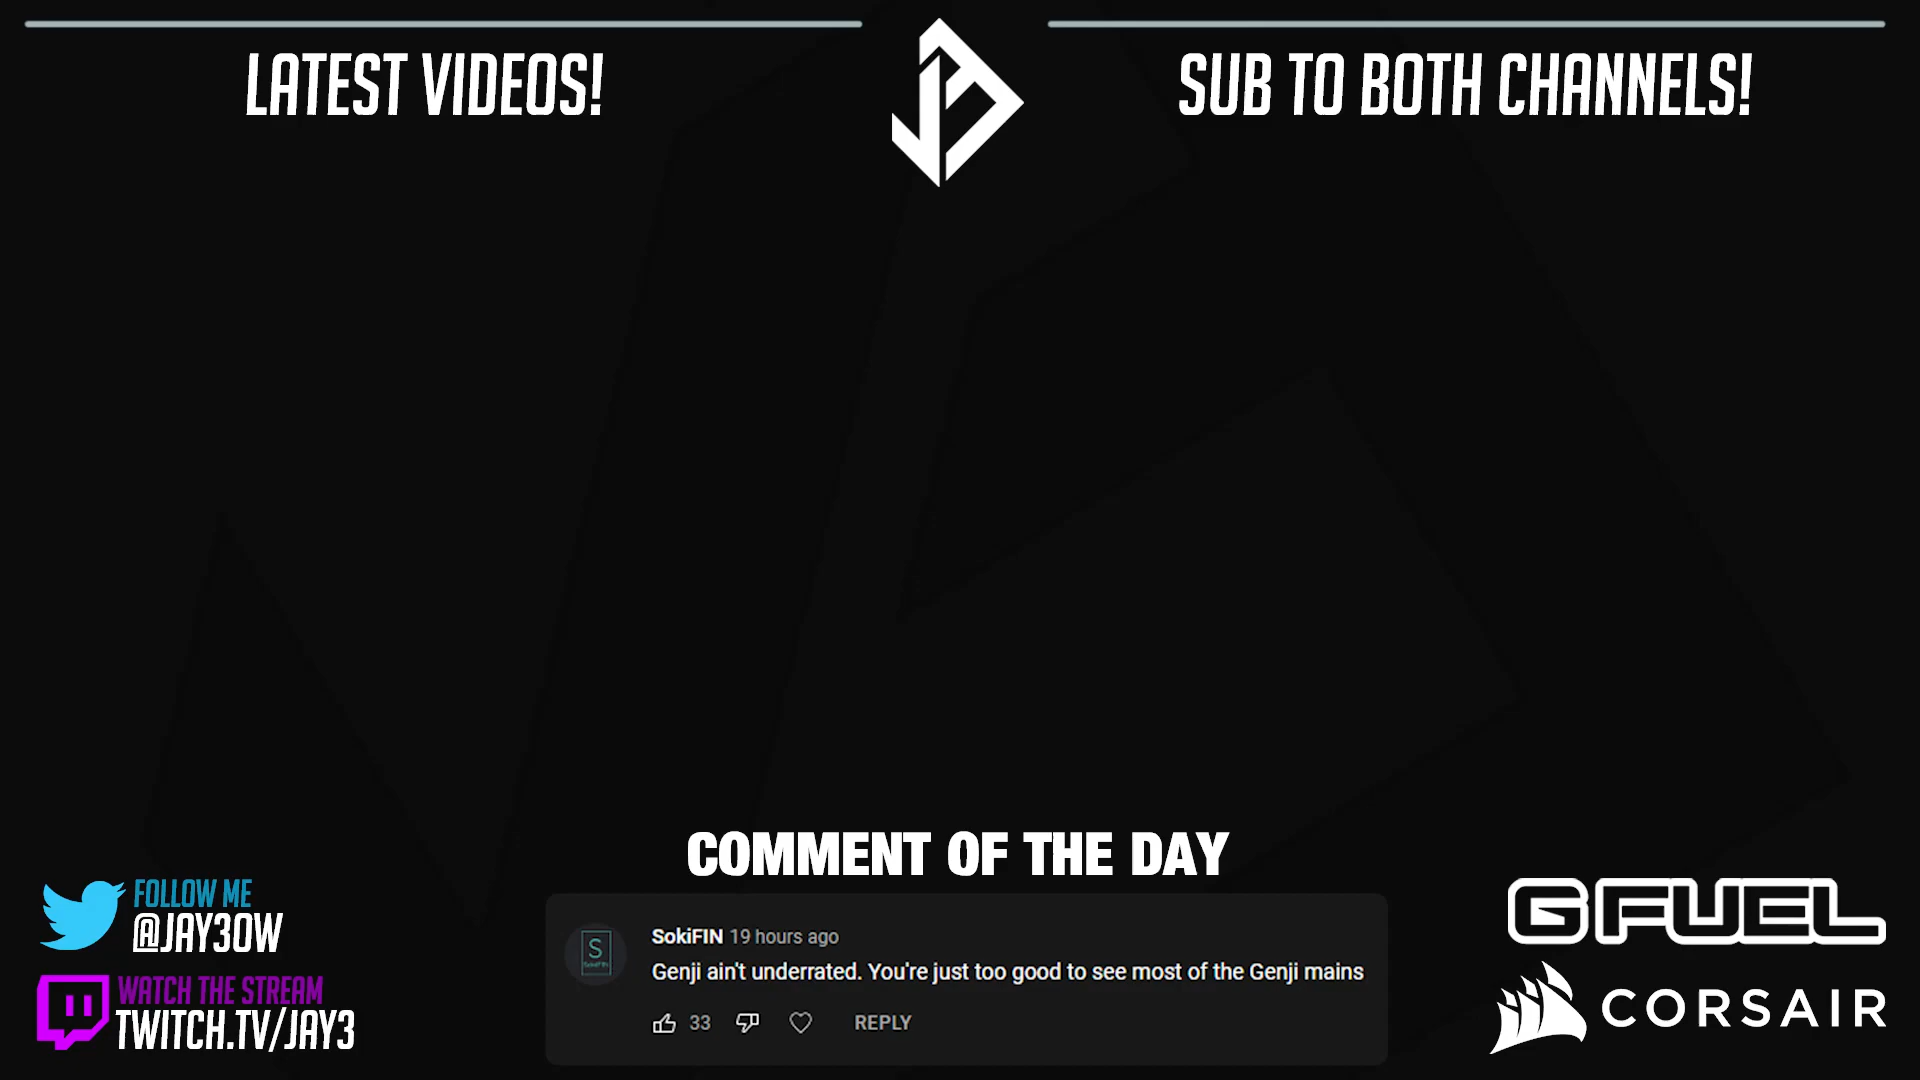 LATEST VIDEOS!
SUB TO BOTH CHANNELS!
COMMENT OF THE DAY
SokiFIN 19 hours ago
Genji ain't underrated. You're just too good to see most of the Genji mains
33 REPLY
S
SokiFIN
FOLLOW ME
@JAY3OW
WATCH THE STREAM
TWITCH.TV/JAY3
G FUEL
CORSAIR